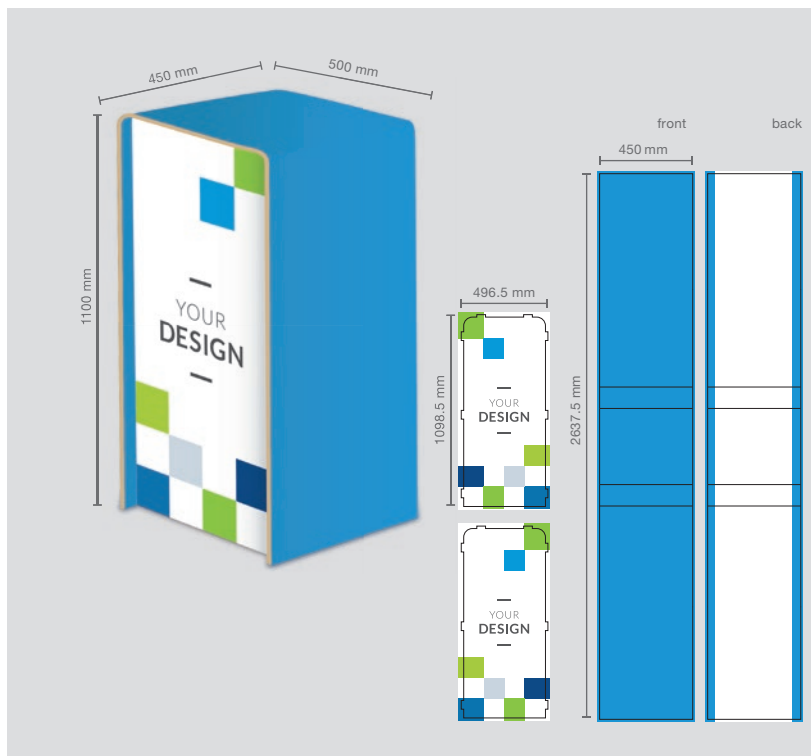 450 mm
500 mm
1100 mm
YOUR
DESIGN
496.5 mm
1098.5 mm
YOUR
DESIGN
YOUR
DESIGN
front
back
450 mm
2637.5 mm